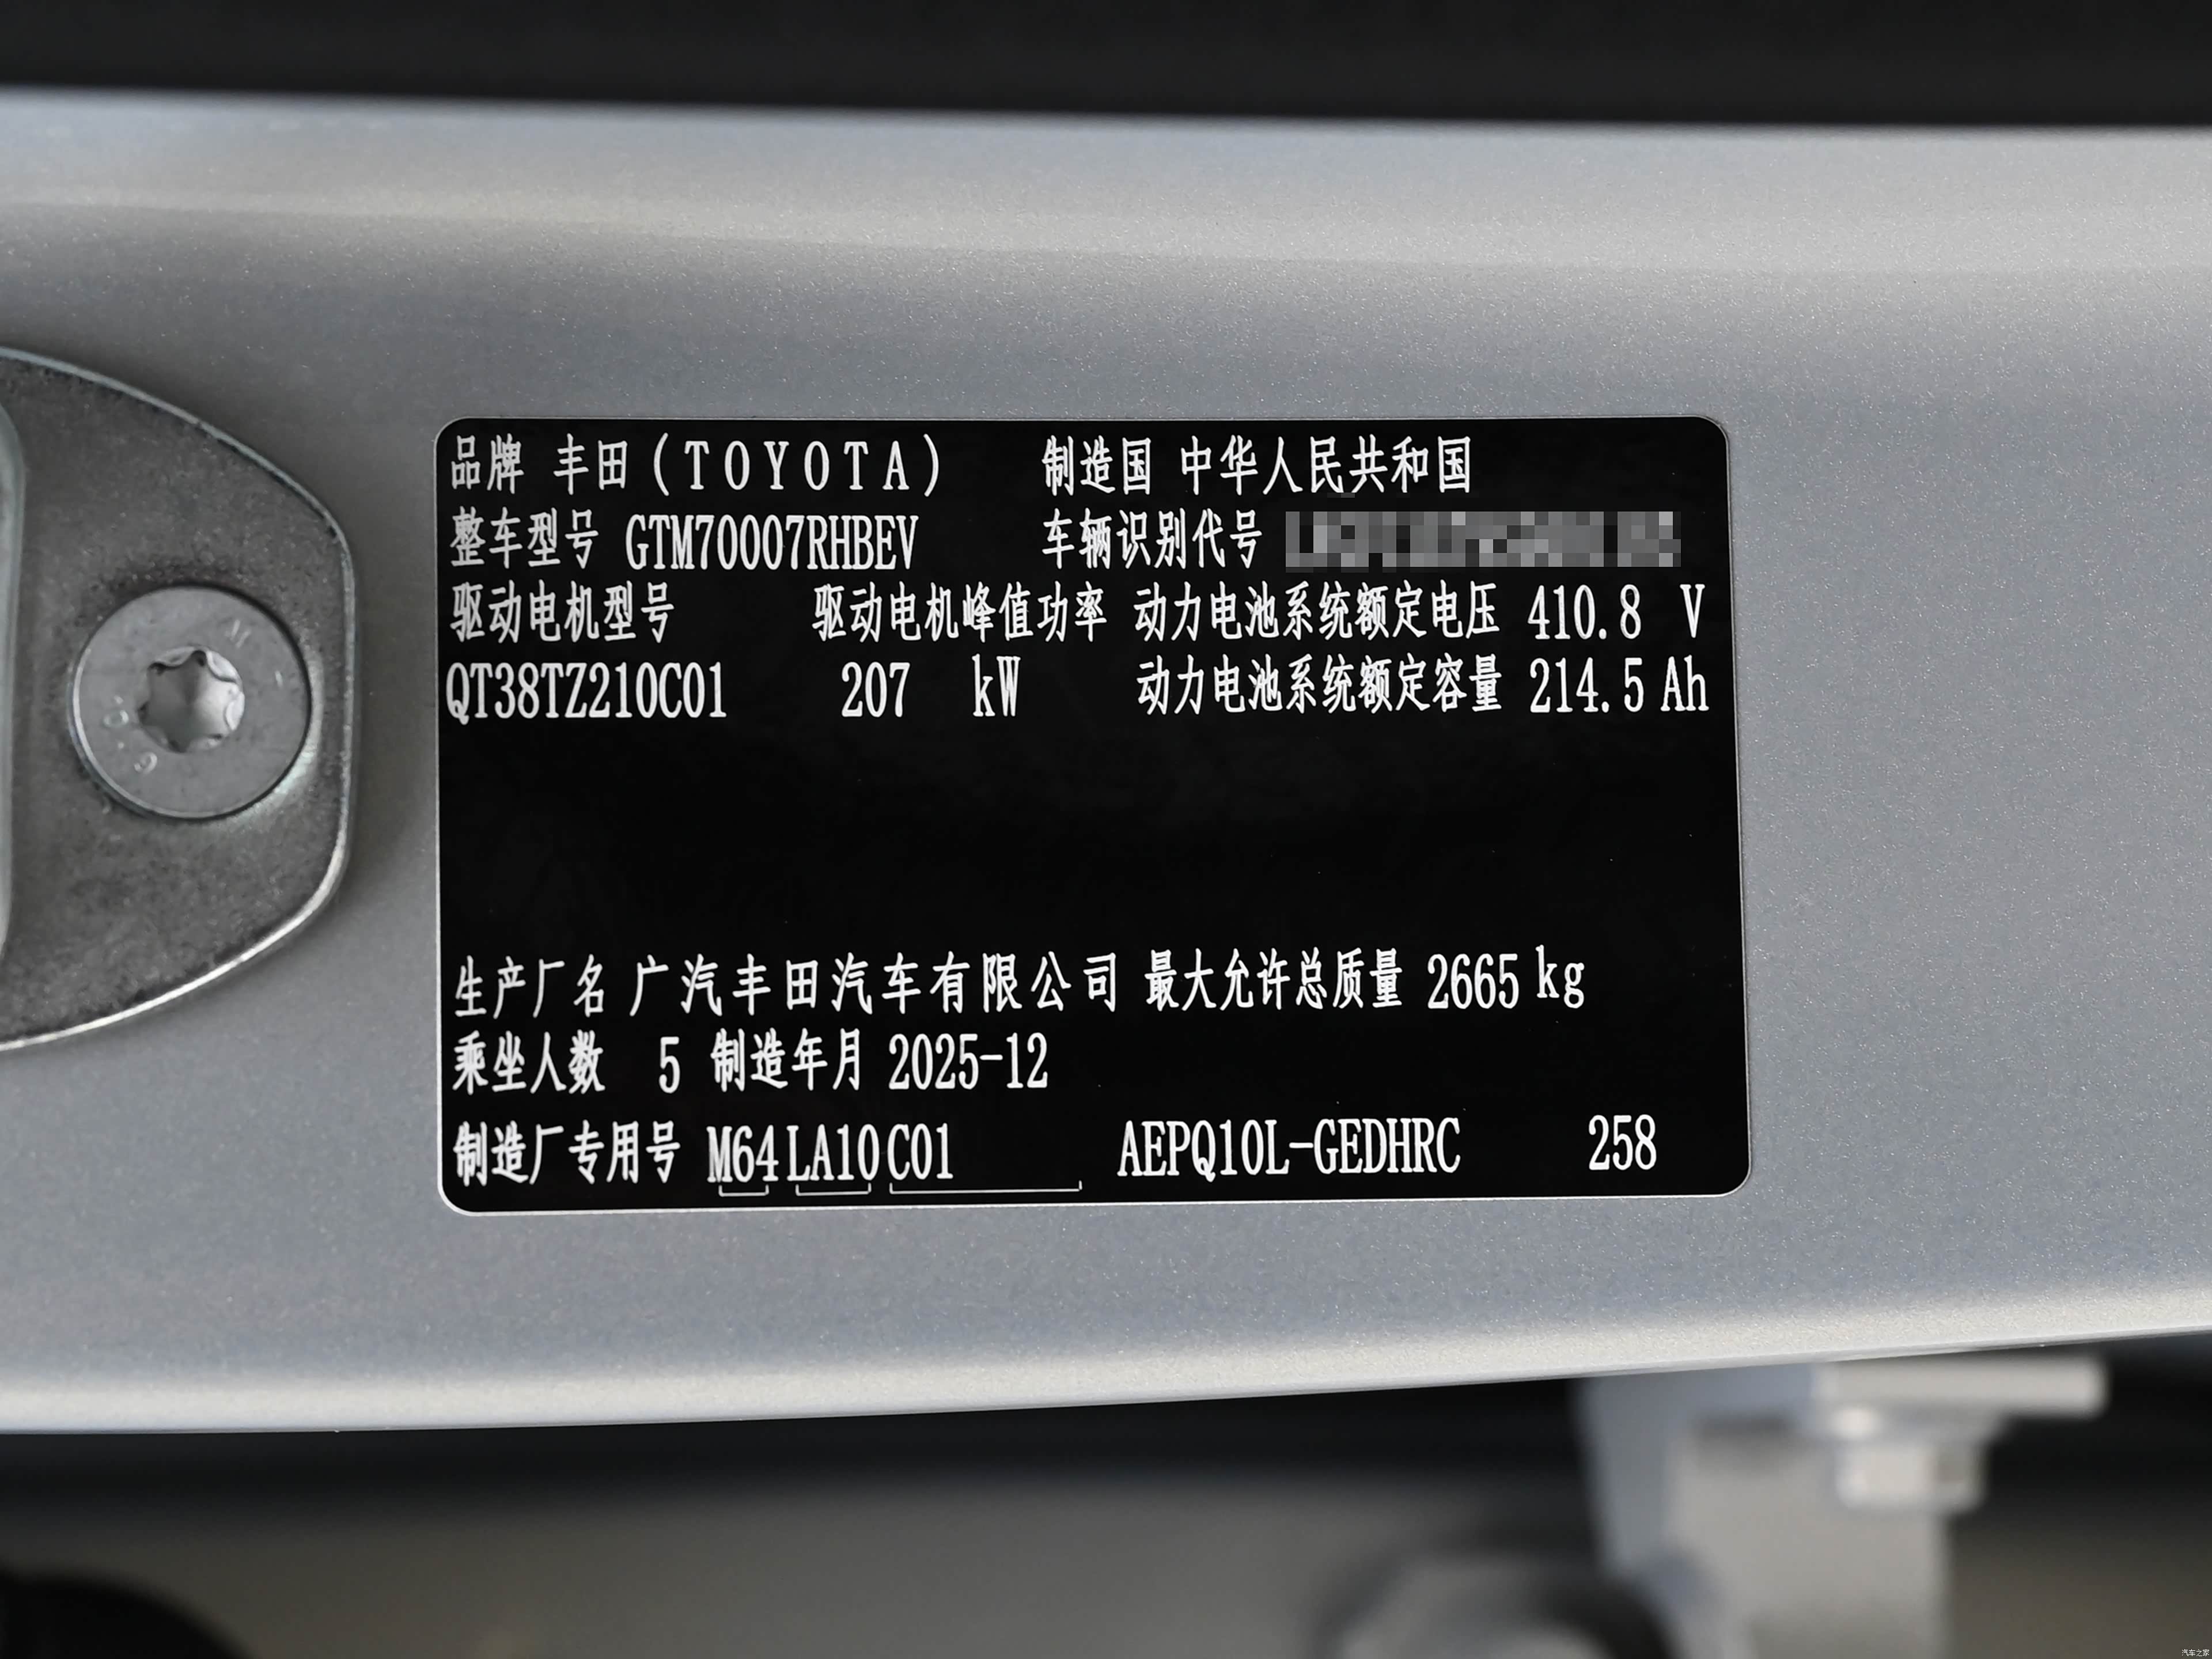 品牌 丰田(TOYOTA) 制造国 中华人民共和国
整车型号 GTM70007RHBEV 车辆识别代号
驱动电机型号 驱动电机峰值功率 动力电池系统额定电压 410.8 V
QT38TZ210C01 207 kW 动力电池系统额定容量 214.5 Ah
生产厂名 广汽丰田汽车有限公司 最大允许总质量 2665 kg
乘坐人数 5 制造年月 2025-12
制造厂专用号 M64 LA10 C01 AEPQ10L-GEDHRC 258
汽车之家